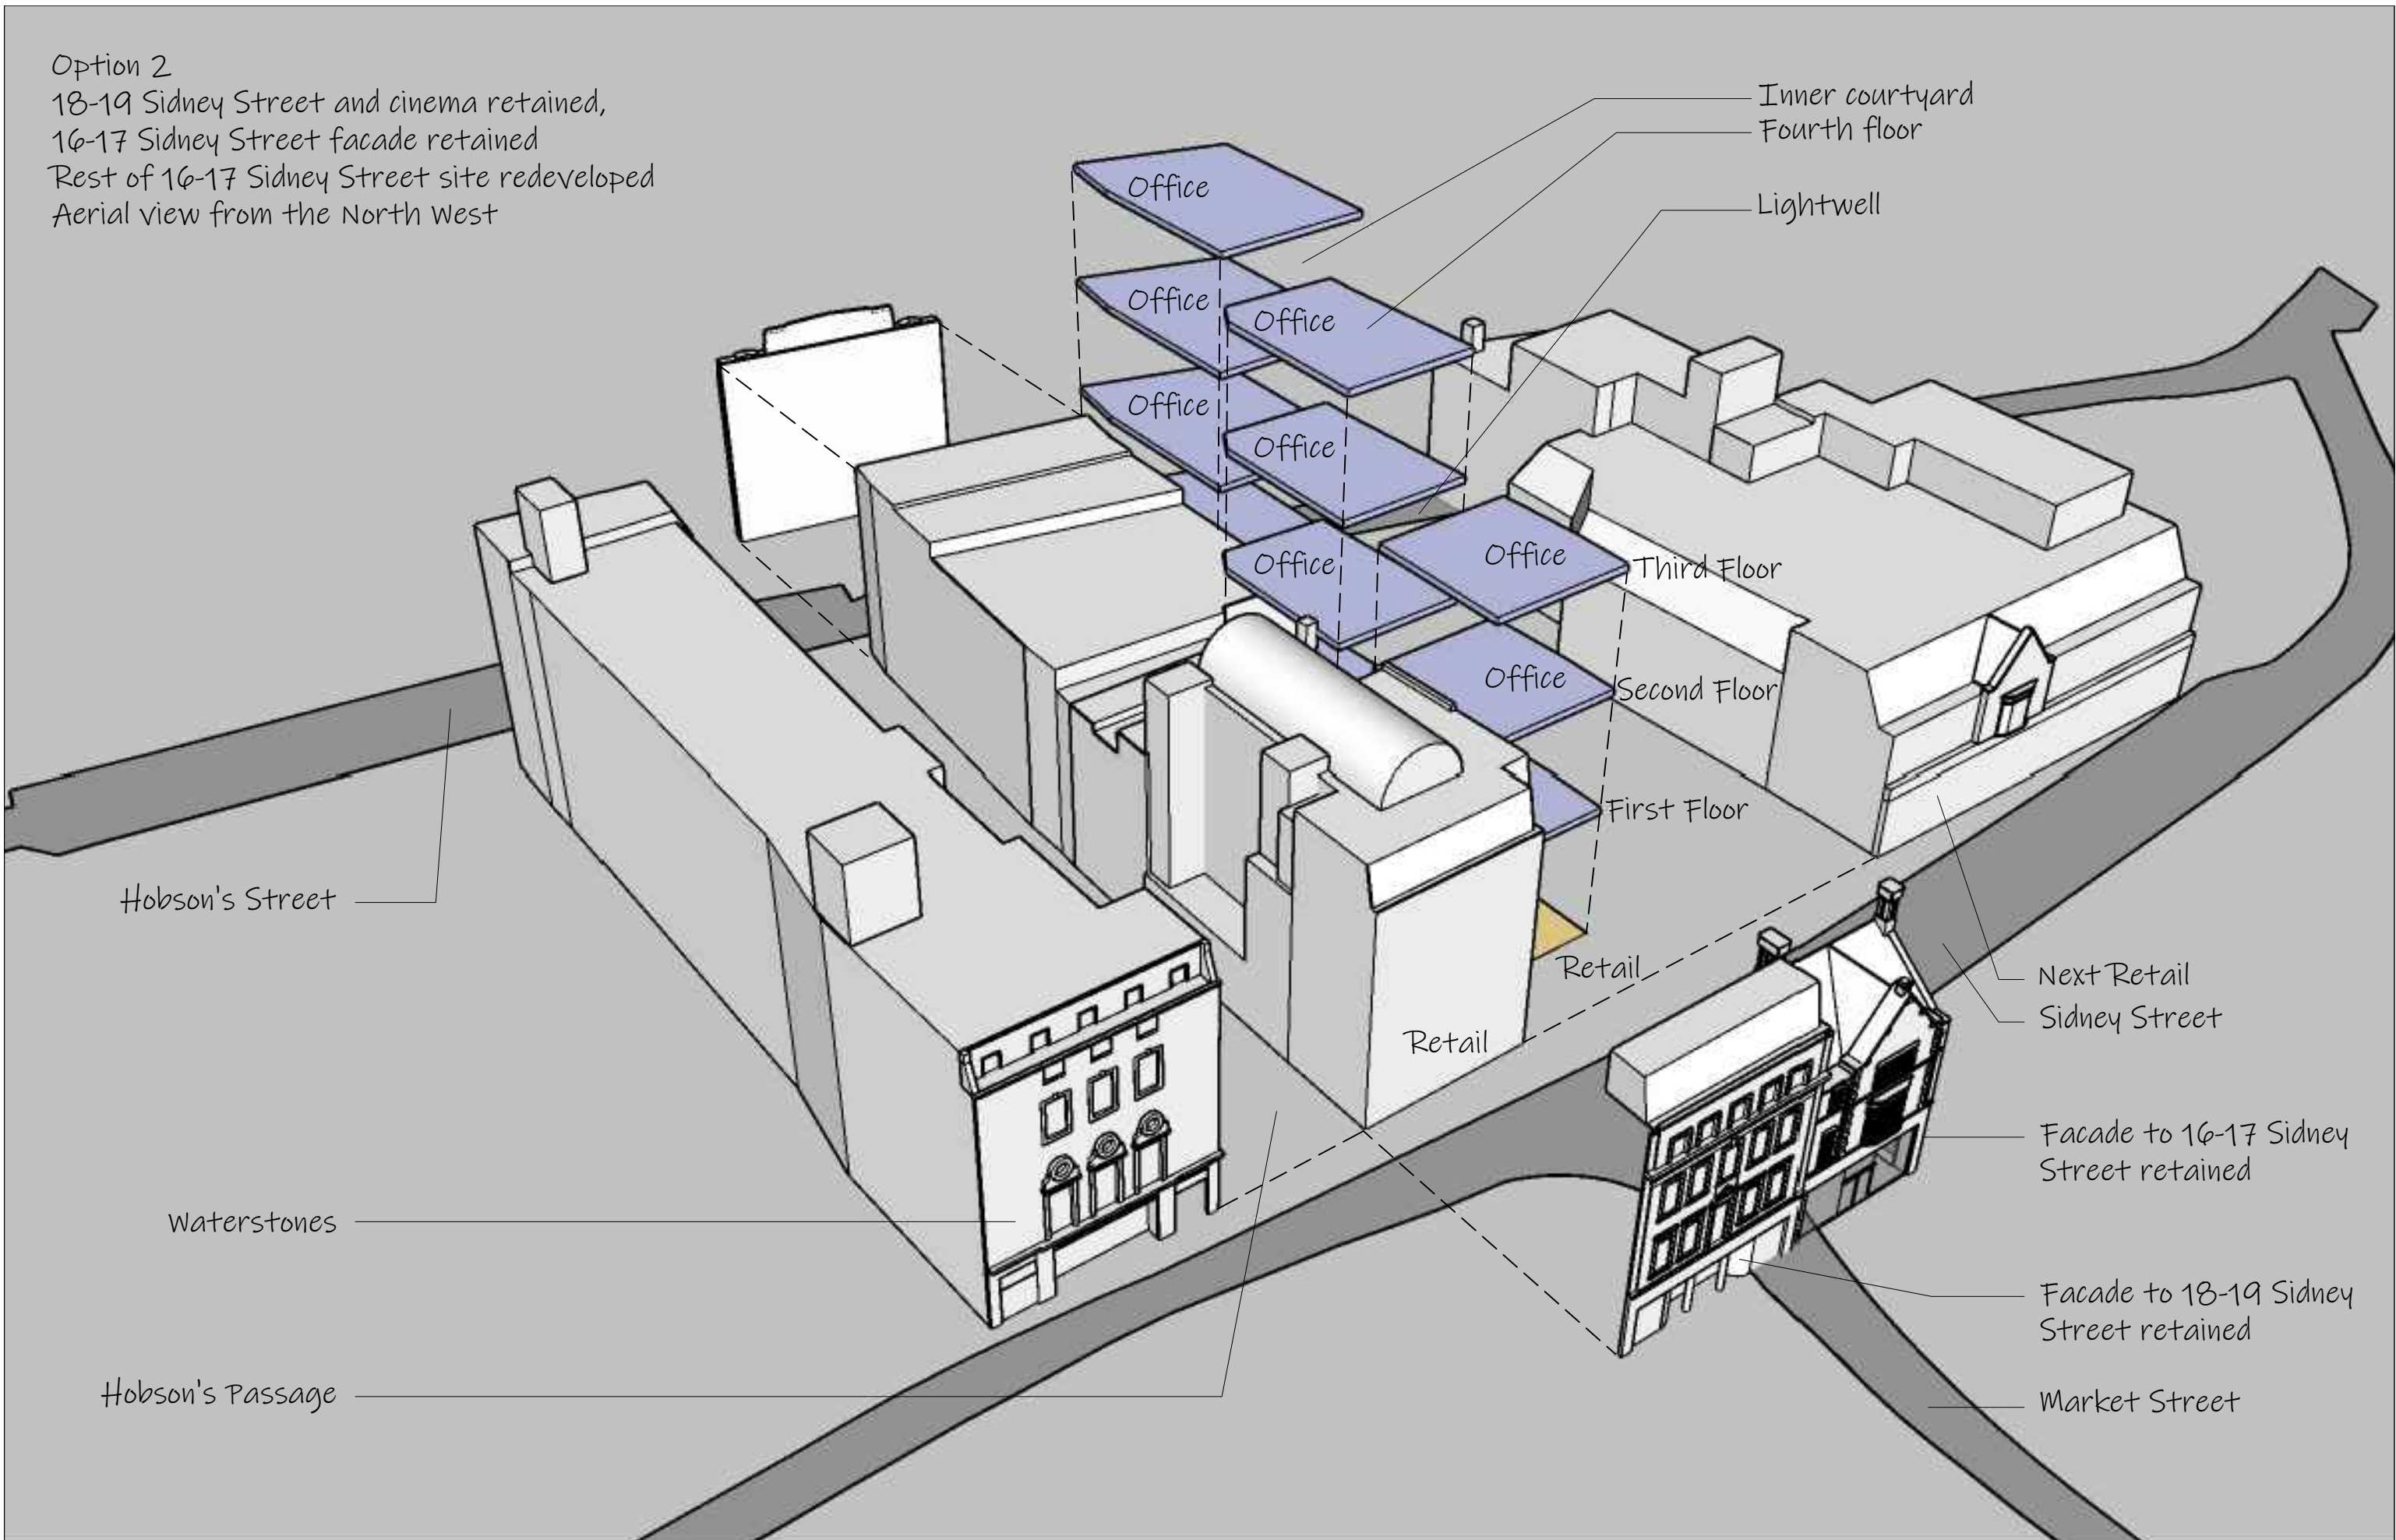 Option 2
18-19 Sidney Street and cinema retained,
16-17 Sidney Street facade retained
Rest of 16-17 Sidney Street site redeveloped
Aerial view from the North West
Inner courtyard
Fourth floor
Lightwell
Office
Office
Office
Office
Office
Office
Office
Third Floor
Office
Second Floor
First Floor
Retail
Retail
Hobson's Street
Waterstones
Hobson's Passage
Next Retail
Sidney Street
Facade to 16-17 Sidney
Street retained
Facade to 18-19 Sidney
Street retained
Market Street